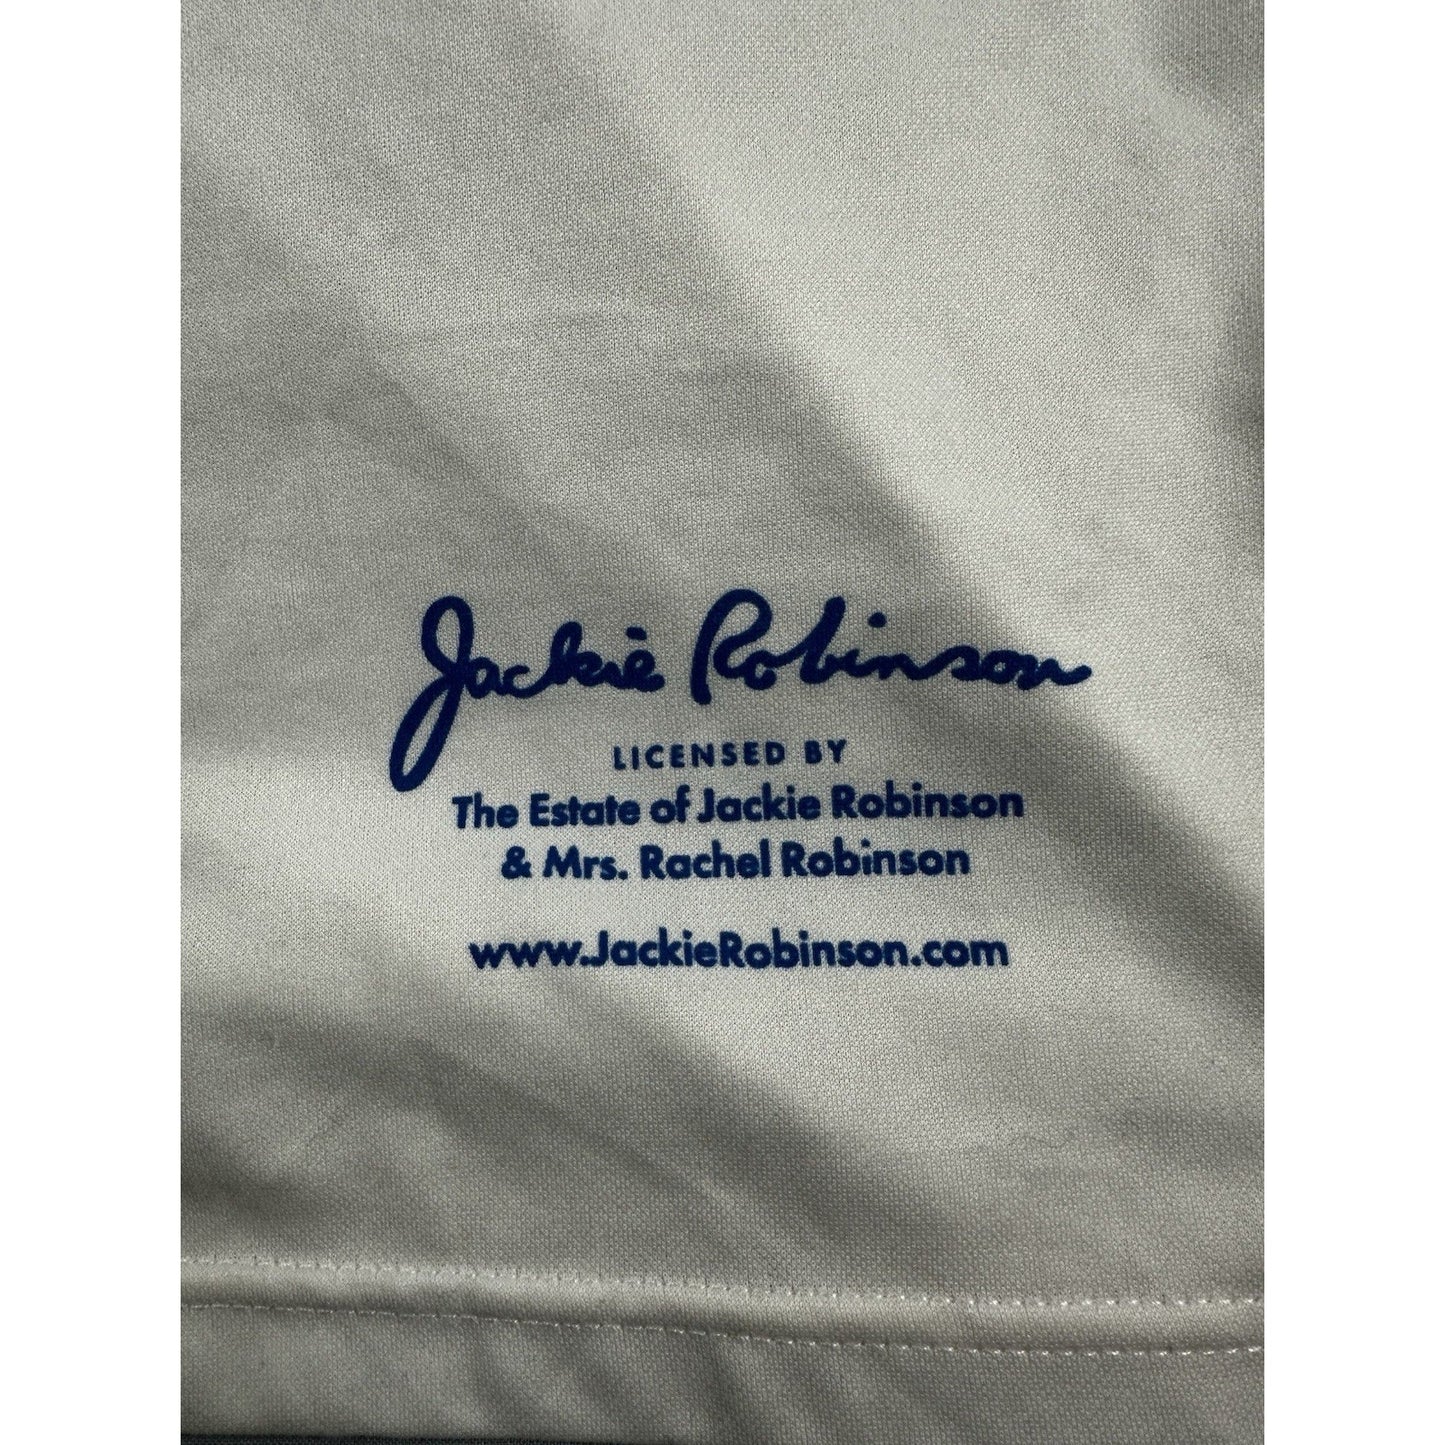 Jackie Robinson
LICENSED BY
The Estate of Jackie Robinson
& Mrs. Rachel Robinson
www.JackieRobinson.com